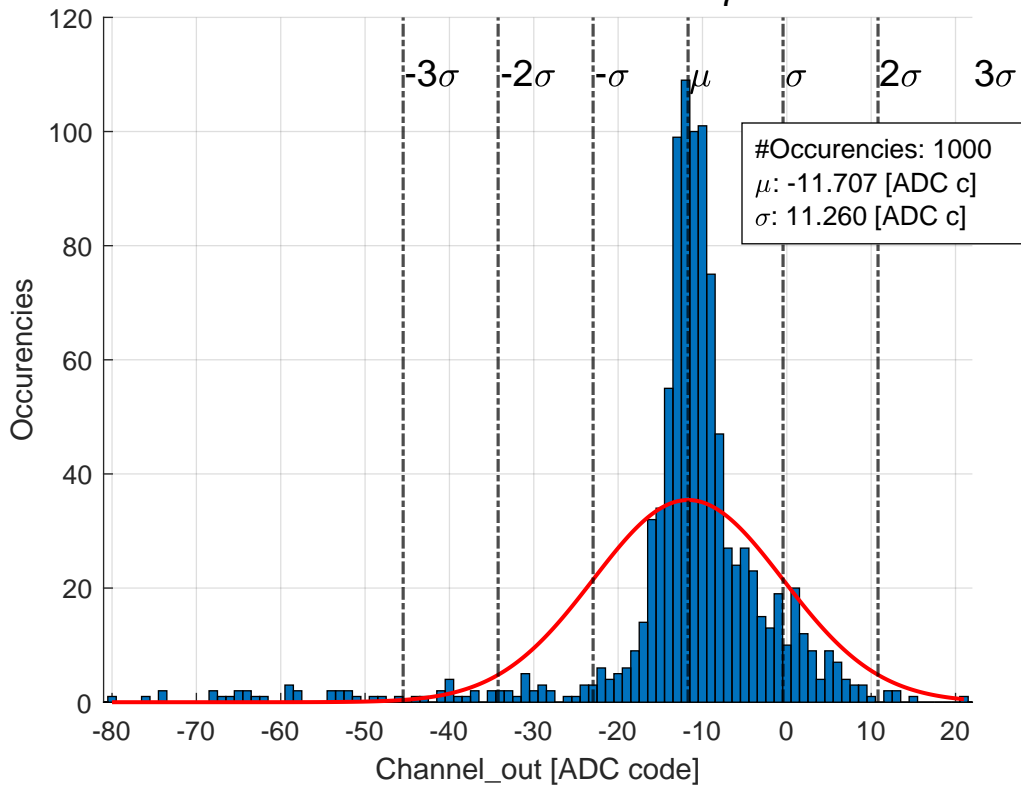 120
-3σ -2σ -σ μ σ 2σ 3σ
100
#Occurencies: 1000
μ: -11.707 [ADC c]
σ: 11.260 [ADC c]
80
60
40
20
0
Occurencies
-80 -70 -60 -50 -40 -30 -20 -10 0 10 20
Channel_out [ADC code]